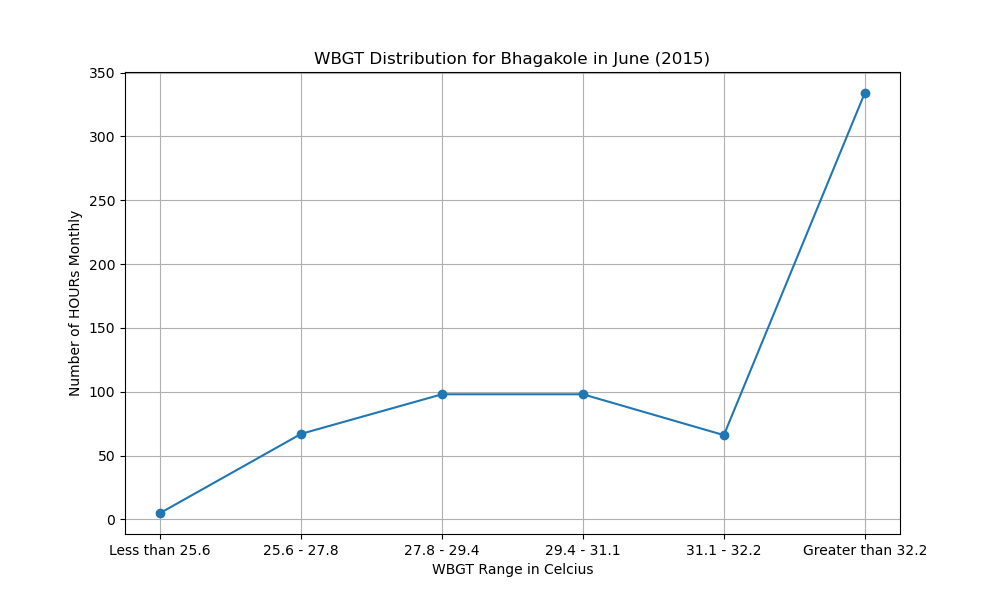 WBGT Distribution for Bhagakole in June (2015)
350
300
250
200
150
100
50
0
Number of HOURs Monthly
Less than 25.6 25.6 - 27.8 27.8 - 29.4 29.4 - 31.1 31.1 - 32.2 Greater than 32.2
WBGT Range in Celcius